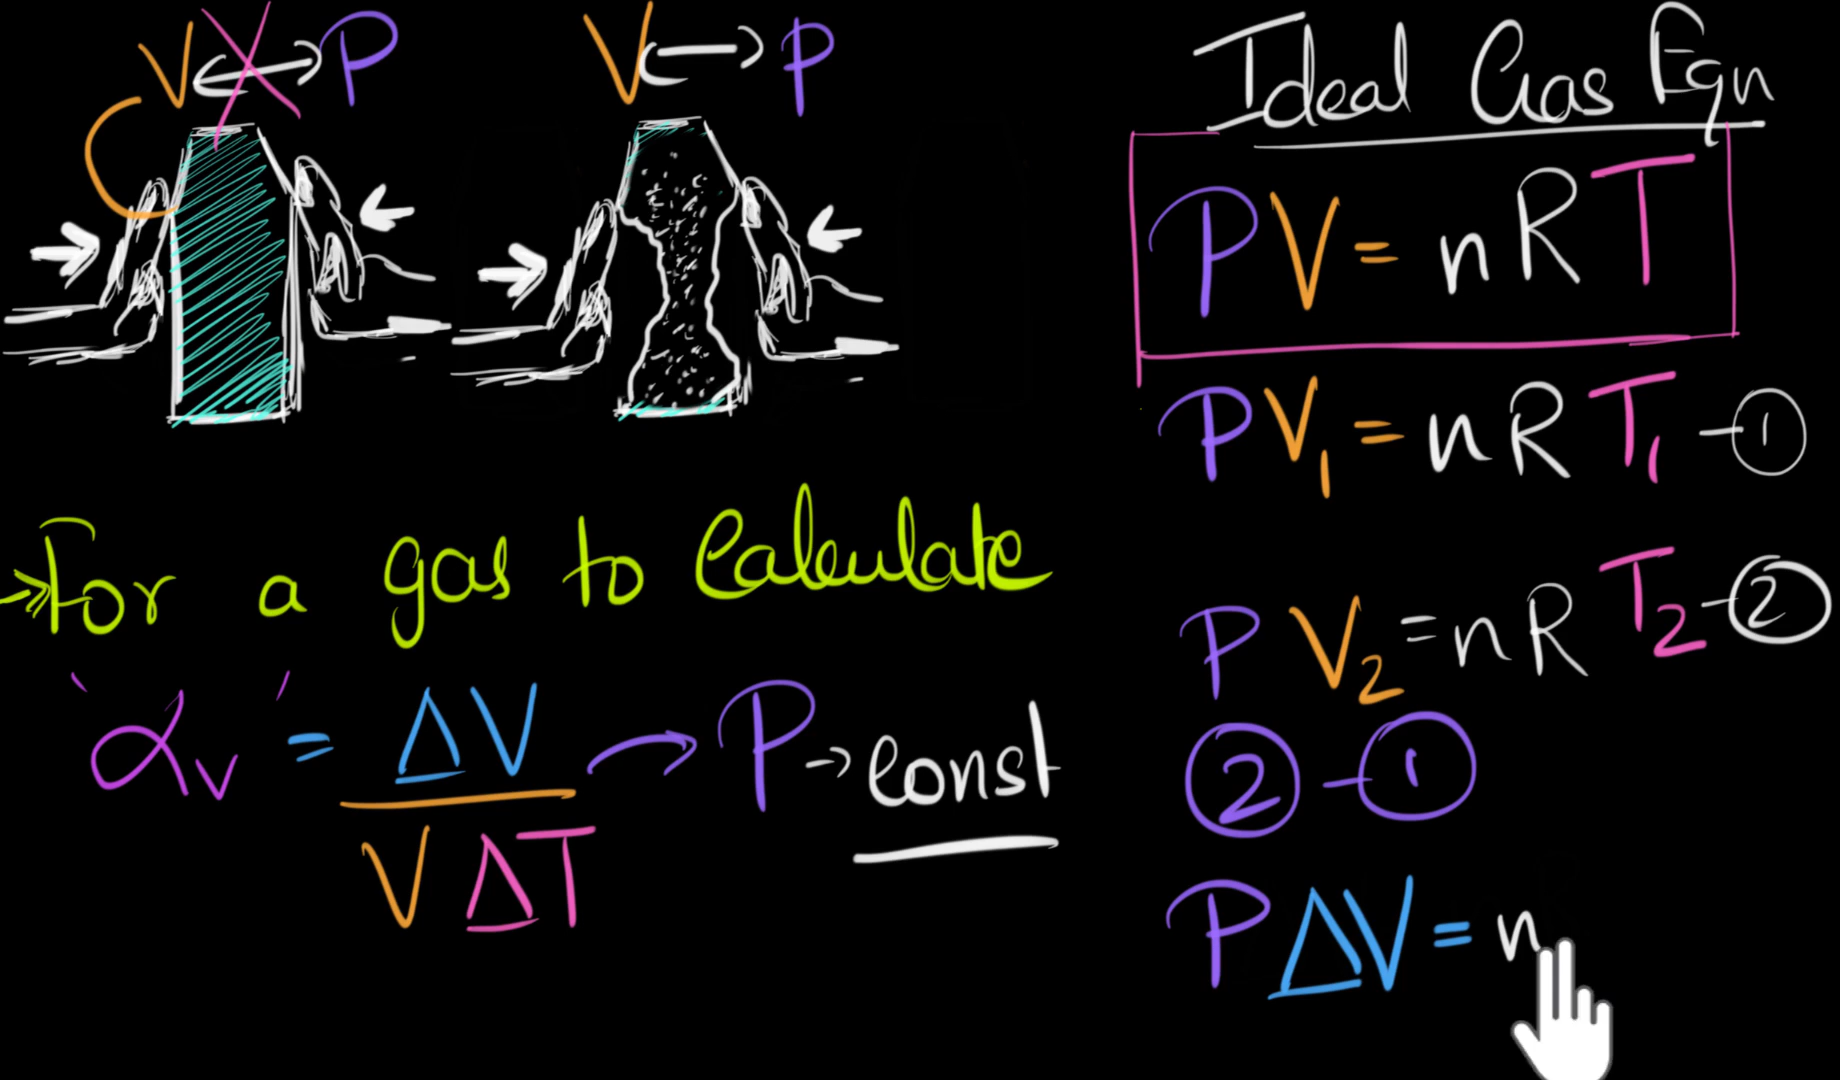 V ↔ P
V ↔ P
→ For a gas to Calculate
'αᵥ' = ΔV / VΔT → P → const
Ideal Gas Eqn
PV = nRT
PV₁ = nRT₁ - ①
PV₂ = nRT₂ - ②
② - ①
PΔV = n